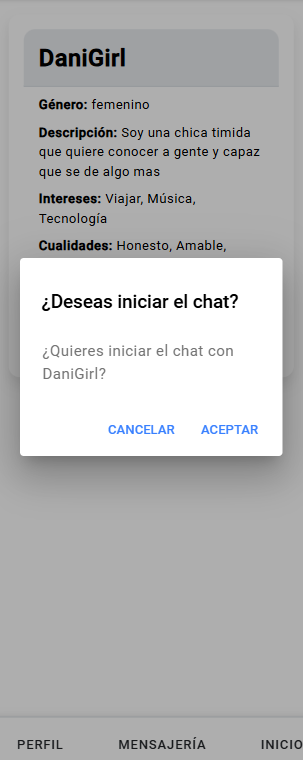 DaniGirl
Género: femenino
Descripción: Soy una chica timida
que quiere conocer a gente y capaz
que se de algo mas
Intereses: Viajar, Música,
Tecnología
Cualidades: Honesto, Amable,
¿Deseas iniciar el chat?
¿Quieres iniciar el chat con
DaniGirl?
CANCELAR ACEPTAR
PERFIL MENSAJERÍA INICIO